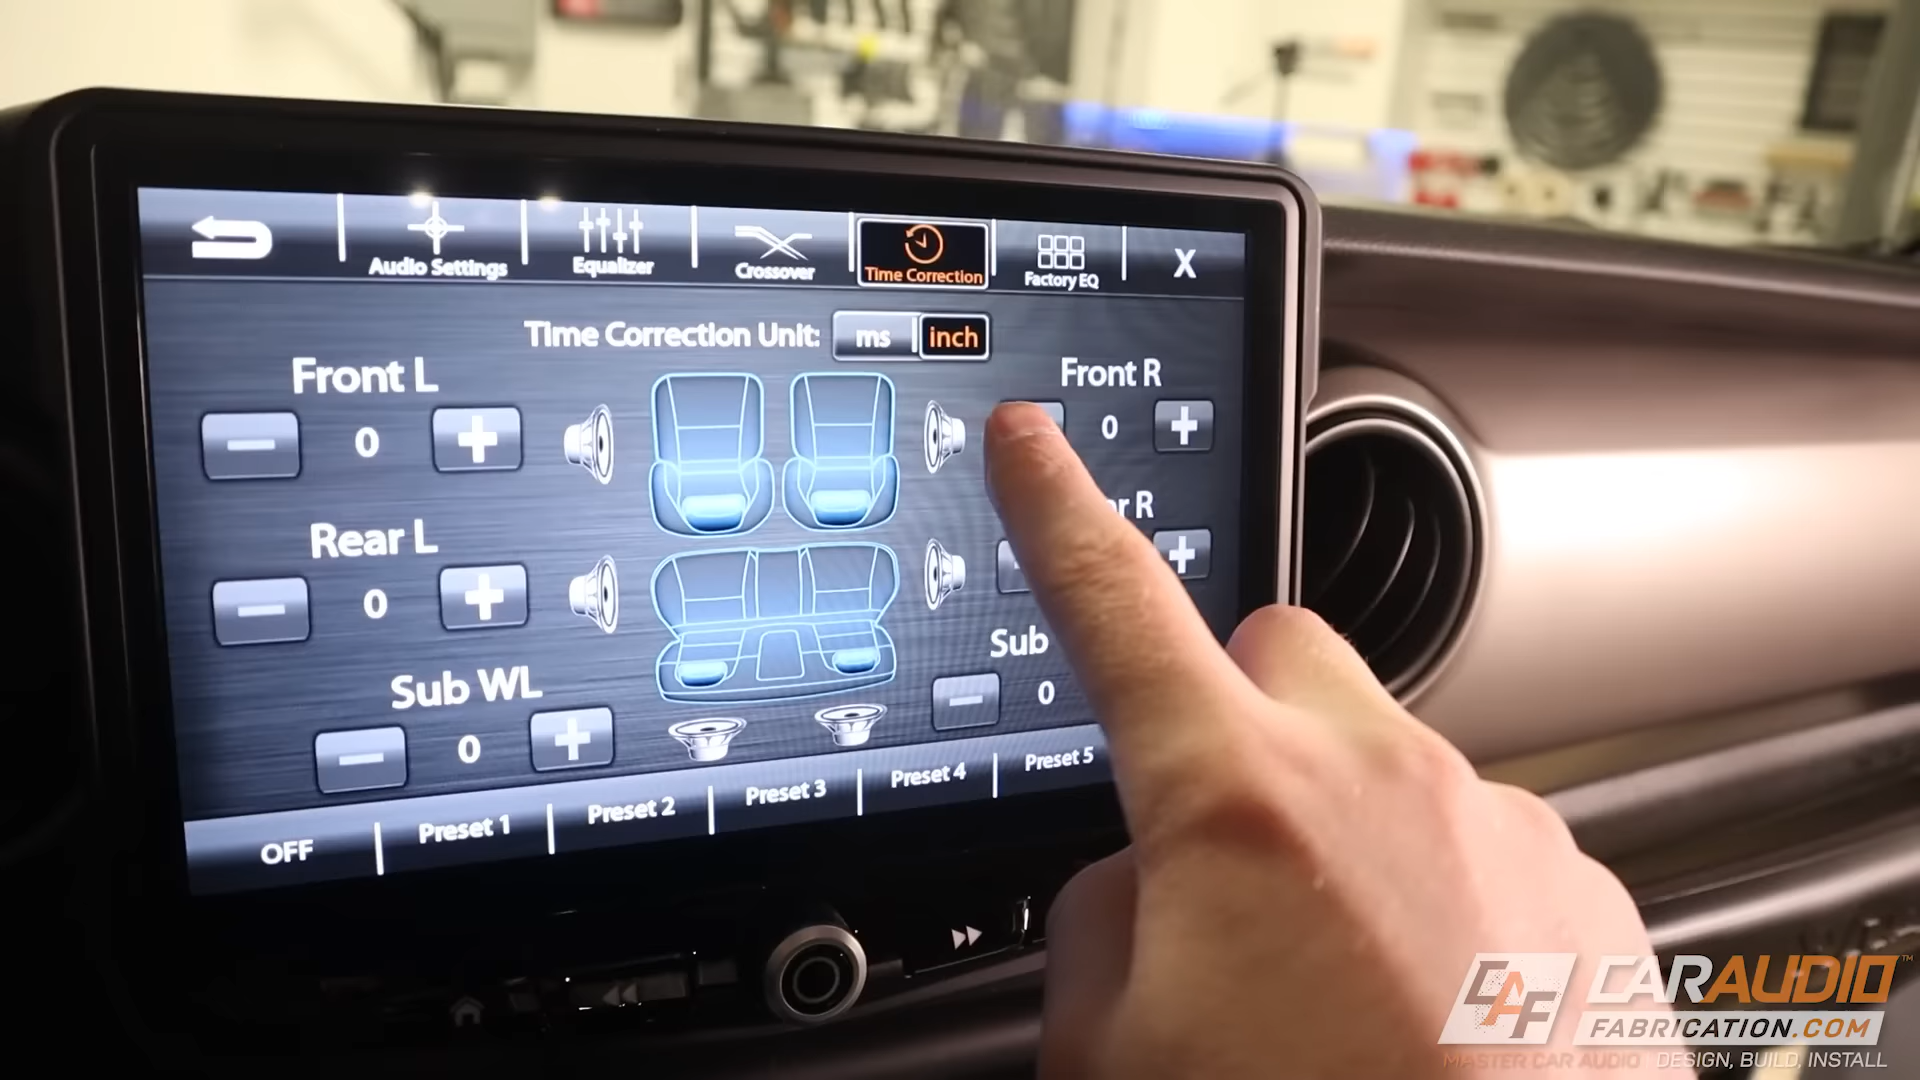 Audio Settings
Equalizer
Crossover
Time Correction
Factory EQ
X
Time Correction Unit:
ms
inch
Front L
0
Front R
0
Rear L
0
r R
Sub WL
0
Sub
0
OFF
Preset 1
Preset 2
Preset 3
Preset 4
Preset 5
CAF
CARAUDIO™
FABRICATION.COM
MASTER CAR AUDIO DESIGN, BUILD, INSTALL